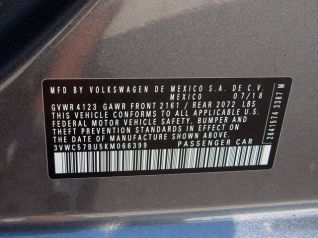 MFD BY VOLKSWAGEN DE MEXICO S.A. DE C.V.
MEXICO 07/18
GVWR 4123 GAWR FRONT 2161 / REAR 2072 LBS
THIS VEHICLE CONFORMS TO ALL APPLICABLE
FEDERAL MOTOR VEHICLE SAFETY, BUMPER AND
THEFT PREVENTION STANDARDS IN EFFECT ON THE
DATE OF MANUFACTURE SHOWN ABOVE.
3VWC57BU5KM066399 PASSENGER CAR
2641574 3387 M